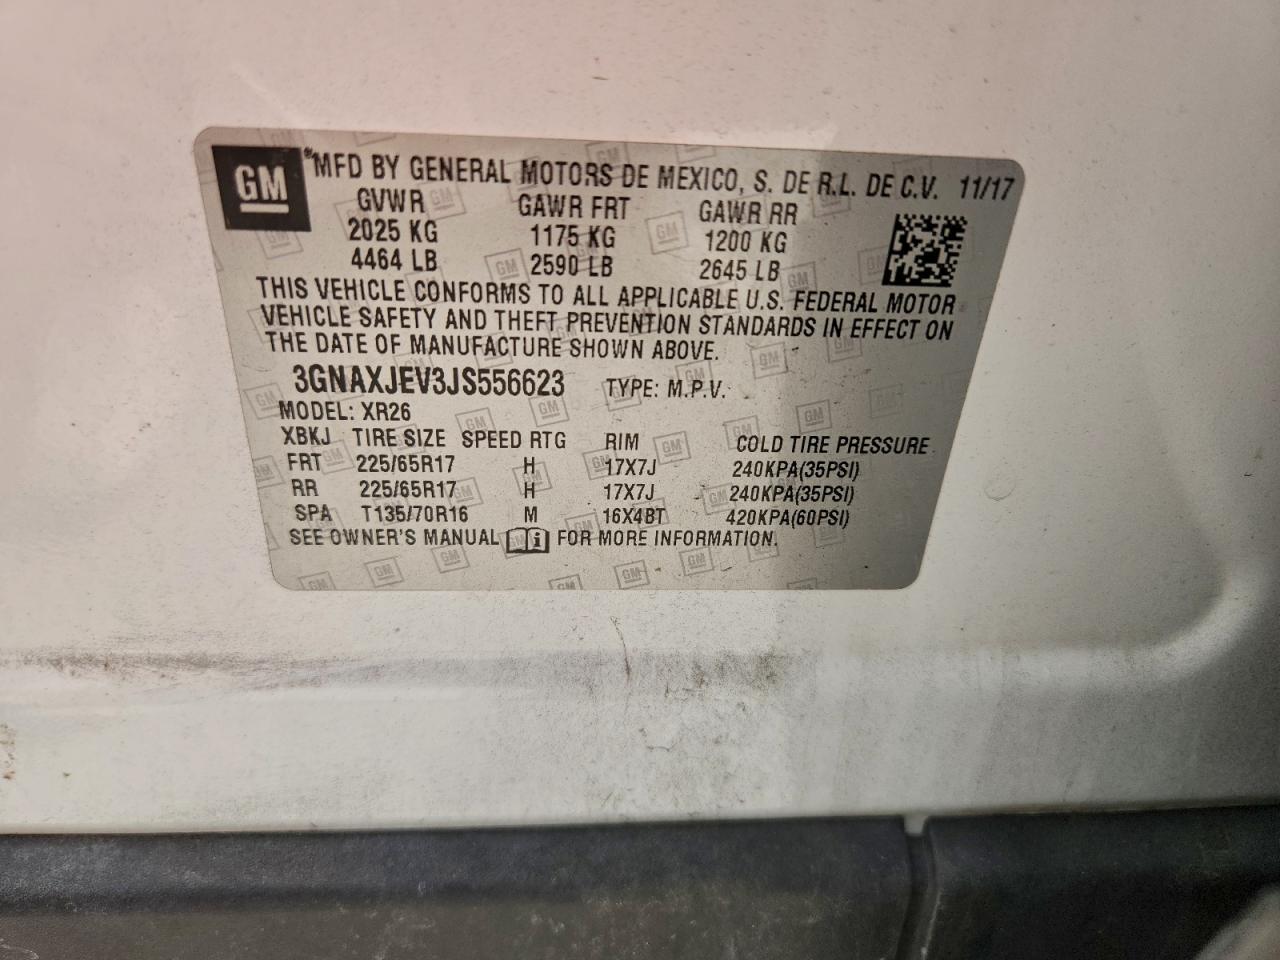 GM
MFD BY GENERAL MOTORS DE MEXICO, S. DE R.L. DE C.V. 11/17
GVWR GAWR FRT GAWR RR
2025 KG 1175 KG 1200 KG
4464 LB 2590 LB 2645 LB
THIS VEHICLE CONFORMS TO ALL APPLICABLE U.S. FEDERAL MOTOR
VEHICLE SAFETY AND THEFT PREVENTION STANDARDS IN EFFECT ON
THE DATE OF MANUFACTURE SHOWN ABOVE.
3GNAXJEV3JS556623 TYPE: M.P.V.
MODEL: XR26
XBKJ TIRE SIZE SPEED RTG RIM COLD TIRE PRESSURE
FRT 225/65R17 H 17X7J 240KPA(35PSI)
RR 225/65R17 H 17X7J 240KPA(35PSI)
SPA T135/70R16 M 16X4BT 420KPA(60PSI)
SEE OWNER'S MANUAL FOR MORE INFORMATION.